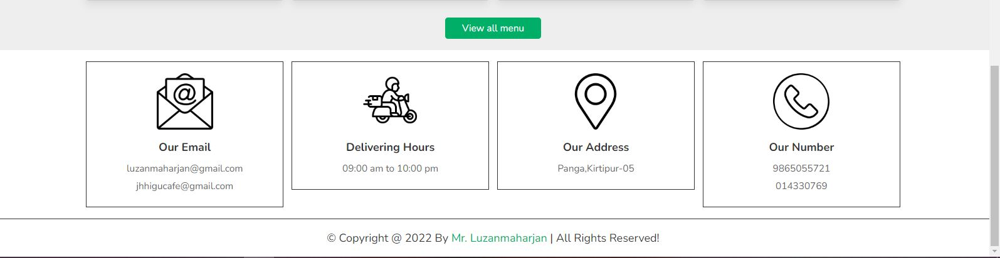 View all menu
@
Our Email
luzanmaharjan@gmail.com
jhhigucafe@gmail.com
Delivering Hours
09:00 am to 10:00 pm
Our Address
Panga,Kirtipur-05
Our Number
9865055721
014330769
© Copyright @ 2022 By Mr. Luzanmaharjan | All Rights Reserved!